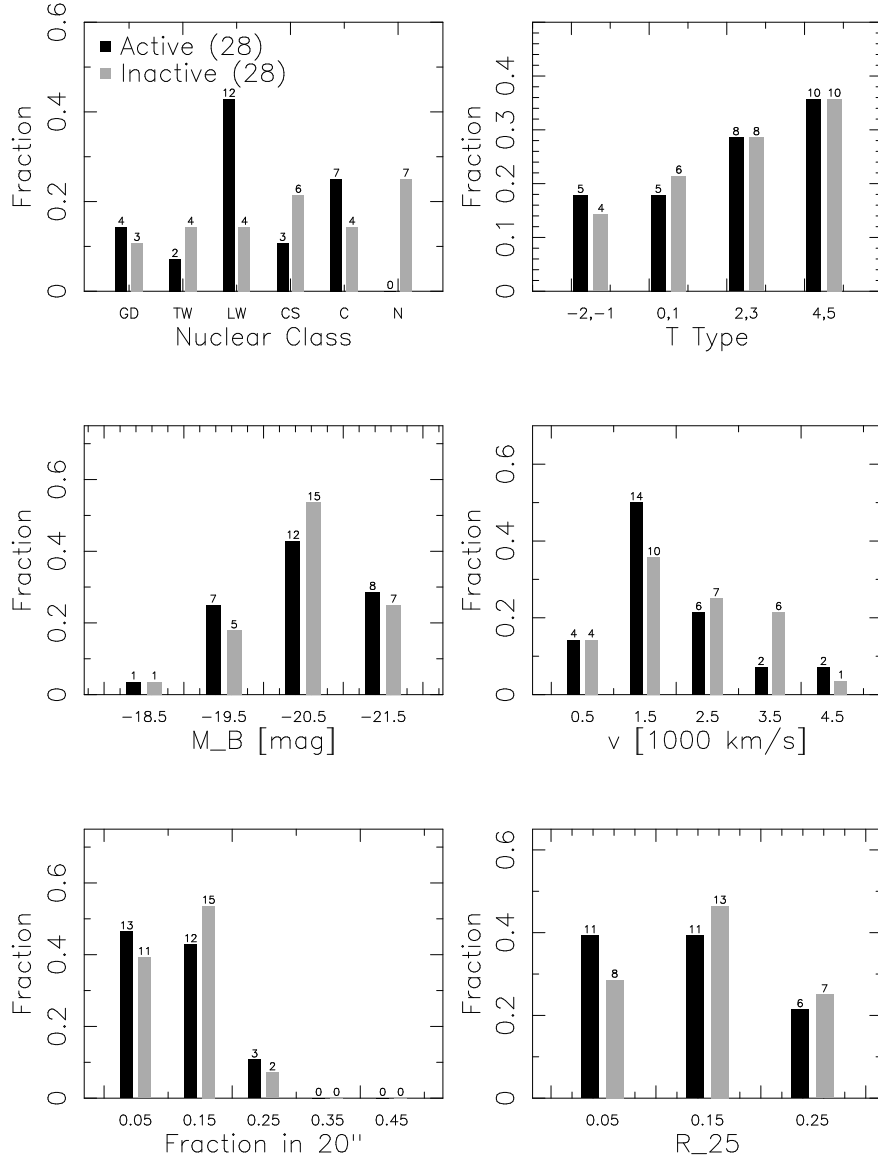 Active (28)
Inactive (28)
Fraction
0 0.2 0.4 0.6
4 3 2 4 12 4 3 6 7 4 0 7
GD TW LW CS C N
Nuclear Class
Fraction
0 0.1 0.2 0.3 0.4
5 4 5 6 8 8 10 10
−2,−1 0,1 2,3 4,5
T Type
Fraction
0 0.2 0.4 0.6
1 1 7 5 12 15 8 7
−18.5 −19.5 −20.5 −21.5
M_B [mag]
Fraction
0 0.2 0.4 0.6
4 4 14 10 6 7 2 6 2 1
0.5 1.5 2.5 3.5 4.5
v [1000 km/s]
Fraction
0 0.2 0.4 0.6
13 11 12 15 3 2 0 0 0 0
0.05 0.15 0.25 0.35 0.45
Fraction in 20"
Fraction
0 0.2 0.4 0.6
11 8 11 13 6 7
0.05 0.15 0.25
R_25